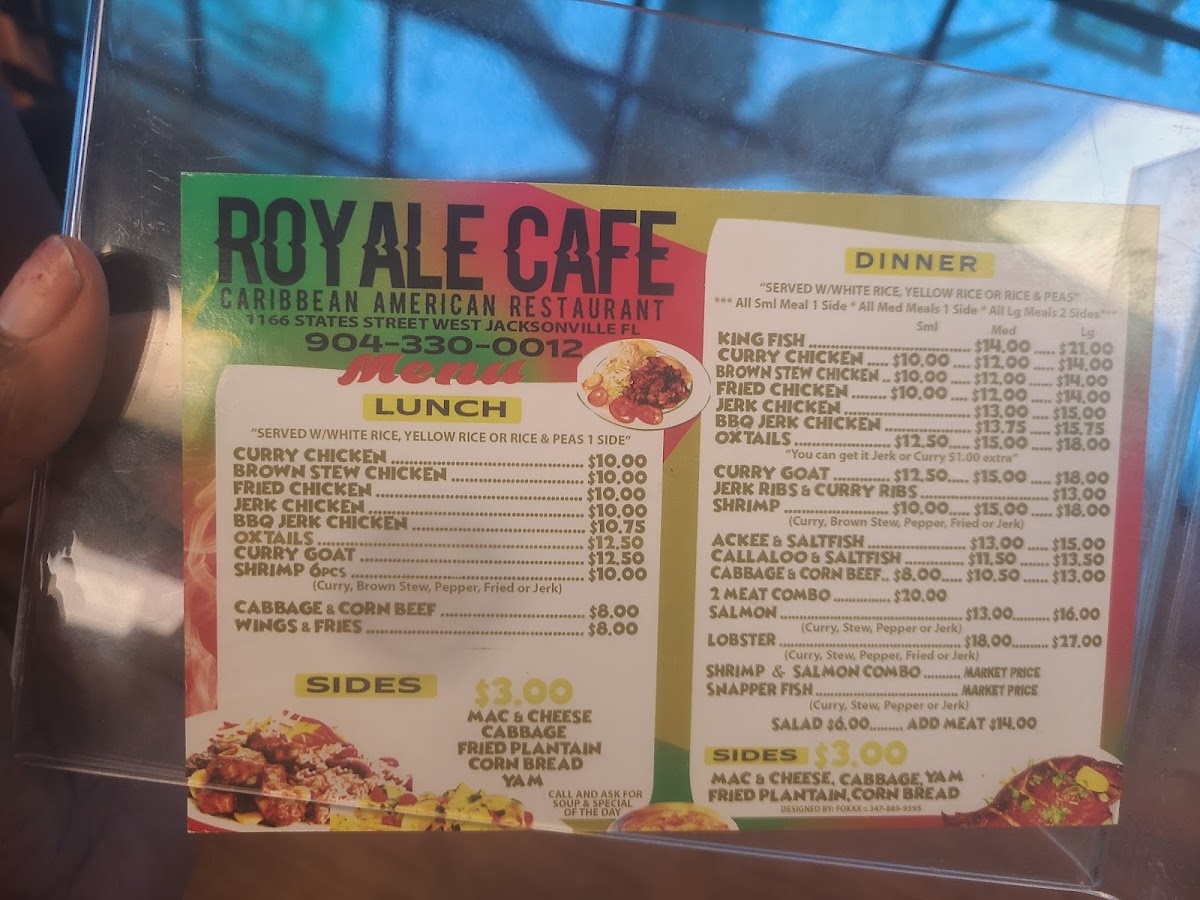 ROYALE CAFE
CARIBBEAN AMERICAN RESTAURANT
1166 STATES STREET WEST JACKSONVILLE FL
904-330-0012
Menu
LUNCH
"SERVED W/WHITE RICE, YELLOW RICE OR RICE & PEAS 1 SIDE"
CURRY CHICKEN $10.00
BROWN STEW CHICKEN $10.00
FRIED CHICKEN $10.00
JERK CHICKEN $10.00
BBQ JERK CHICKEN $10.75
OXTAILS $12.50
CURRY GOAT $12.50
SHRIMP 6PCS $10.00
(Curry, Brown Stew, Pepper, Fried or Jerk)
CABBAGE & CORN BEEF $8.00
WINGS & FRIES $8.00
SIDES $3.00
MAC & CHEESE
CABBAGE
FRIED PLANTAIN
CORN BREAD
YAM
CALL AND ASK FOR
SOUP & SPECIAL
OF THE DAY
DINNER
"SERVED W/WHITE RICE, YELLOW RICE OR RICE & PEAS"
*** All Sml Meal 1 Side * All Med Meals 1 Side * All Lg Meals 2 Sides***
Sml Med Lg
KING FISH $14.00 $21.00
CURRY CHICKEN $10.00 $12.00 $14.00
BROWN STEW CHICKEN $10.00 $12.00 $14.00
FRIED CHICKEN $10.00 $12.00 $14.00
JERK CHICKEN $13.00 $15.00
BBQ JERK CHICKEN $13.75 $15.75
OXTAILS $12.50 $15.00 $18.00
"You can get it Jerk or Curry $1.00 extra"
CURRY GOAT $12.50 $15.00 $18.00
JERK RIBS & CURRY RIBS $13.00
SHRIMP $10.00 $15.00 $18.00
(Curry, Brown Stew, Pepper, Fried or Jerk)
ACKEE & SALTFISH $13.00 $15.00
CALLALOO & SALTFISH $11.50 $13.50
CABBAGE & CORN BEEF $8.00 $10.50 $13.00
2 MEAT COMBO $20.00
SALMON $13.00 $16.00
(Curry, Stew, Pepper or Jerk)
LOBSTER $18.00 $27.00
(Curry, Stew, Pepper, Fried or Jerk)
SHRIMP & SALMON COMBO MARKET PRICE
SNAPPER FISH MARKET PRICE
(Curry, Stew, Pepper or Jerk)
SALAD $6.00 ADD MEAT $14.00
SIDES $3.00
MAC & CHEESE, CABBAGE, YAM
FRIED PLANTAIN, CORN BREAD
DESIGNED BY: FOXXX :: 347-885-9395